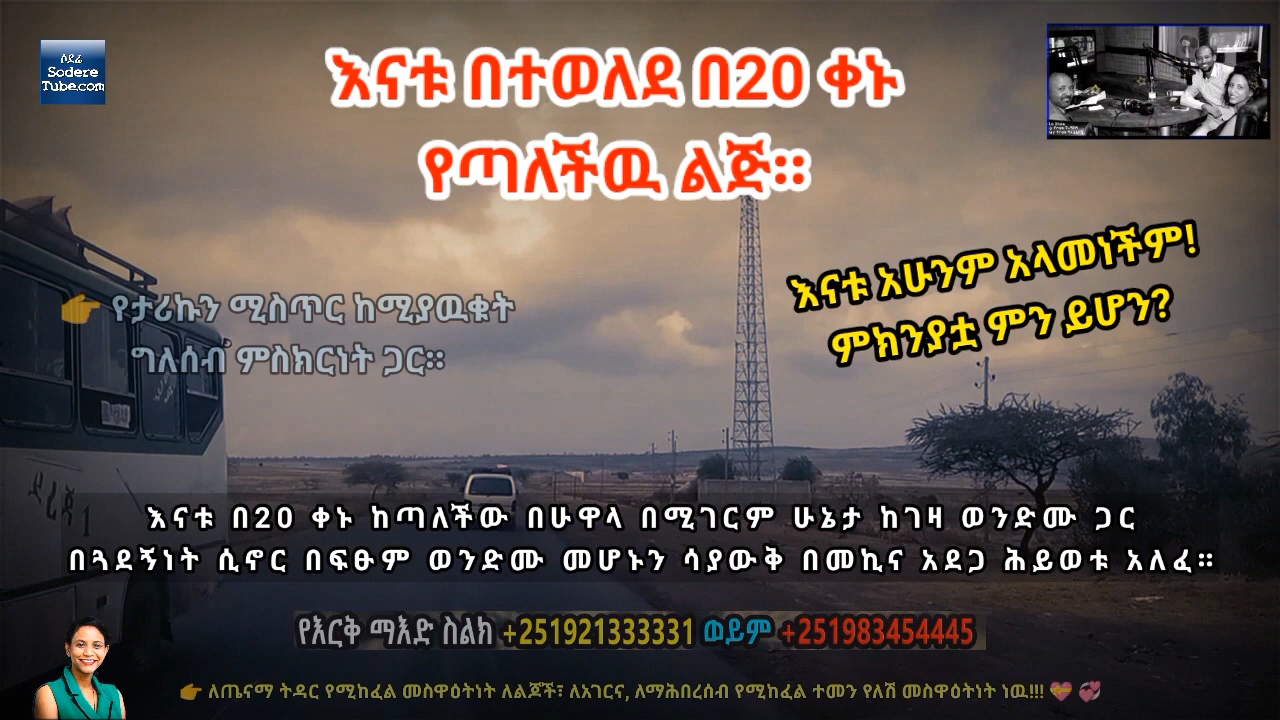 ሶደሬ
Sodere
Tube.com
እናቱ በተወለደ በ20 ቀኑ
የጣለችዉ ልጅ።
እናቱ አሁንም አላመነችም!
ምክንያቷ ምን ይሆን?
👉 የታሪኩን ሚስጥር ከሚያዉቁት
ግለሰብ ምስክርነት ጋር።
ዳረጃ 1
እናቱ በ20 ቀኑ ከጣለችው በሁዋላ በሚገርም ሁኔታ ከገዛ ወንድሙ ጋር
በጓደኝነት ሲኖር በፍፁም ወንድሙ መሆኑን ሳያውቅ በመኪና አደጋ ሕይወቱ አለፈ።
የእርቅ ማእድ ስልክ +251921333331 ወይም +251983454445
👉 ለጤናማ ትዳር የሚከፈል መስዋዕትነት ለልጆች፣ ለአገርና, ለማሕበረሰብ የሚከፈል ተመን የለሽ መስዋዕትነት ነዉ!!! 💝 💞